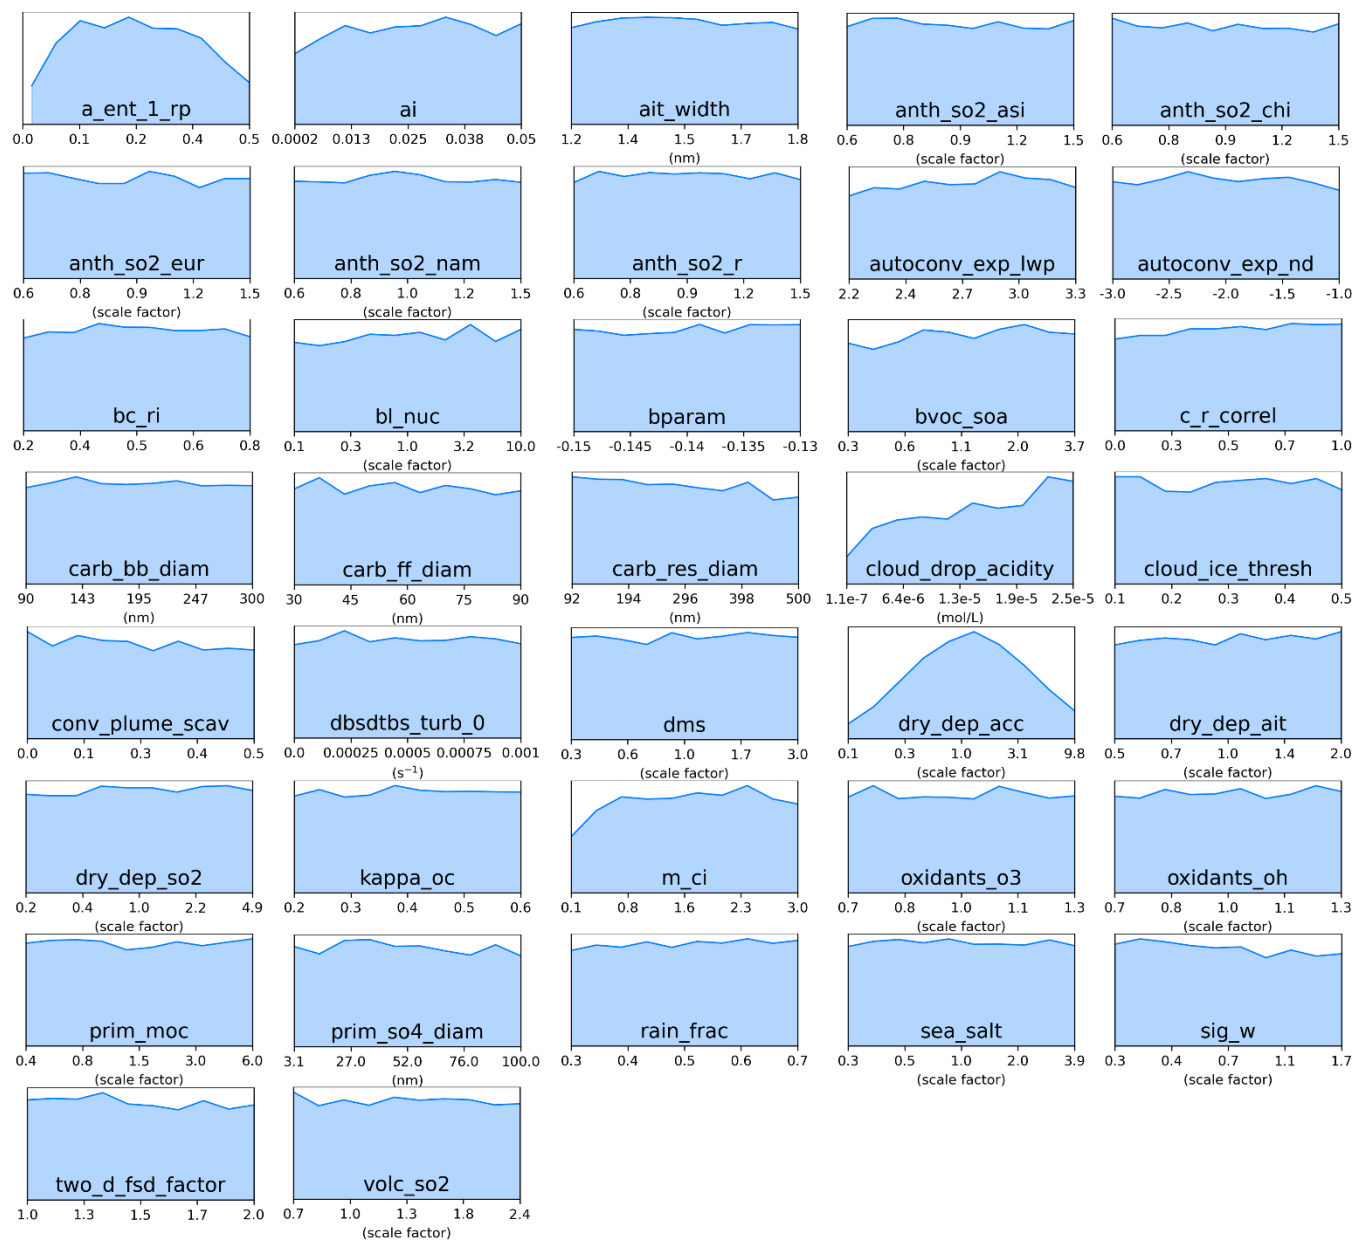 a_ent_1_rp
0.0 0.1 0.3 0.4 0.5
ai
0.0002 0.013 0.025 0.038 0.05
ait_width
1.2 1.4 1.5 1.7 1.8
(nm)
anth_so2_asi
0.6 0.8 0.9 1.2 1.5
(scale factor)
anth_so2_chi
0.6 0.8 0.9 1.2 1.5
(scale factor)
anth_so2_eur
0.6 0.8 0.9 1.2 1.5
(scale factor)
anth_so2_nam
0.6 0.8 1.0 1.2 1.5
(scale factor)
anth_so2_r
0.6 0.8 0.9 1.2 1.5
(scale factor)
autoconv_exp_lwp
2.2 2.4 2.7 3.0 3.3
autoconv_exp_nd
-3.0 -2.5 -2.0 -1.5 -1.0
bc_ri
0.2 0.4 0.5 0.6 0.8
bl_nuc
0.1 0.3 1.0 3.2 10.0
(scale factor)
bparam
-0.15 -0.145 -0.14 -0.135 -0.13
bvoc_soa
0.3 0.6 1.1 2.0 3.7
(scale factor)
c_r_correl
0.0 0.3 0.5 0.7 1.0
carb_bb_diam
90 143 195 247 300
(nm)
carb_ff_diam
30 45 60 75 90
(nm)
carb_res_diam
92 194 296 398 500
(nm)
cloud_drop_acidity
1.1e-7 6.4e-6 1.3e-5 1.9e-5 2.5e-5
(mol/L)
cloud_ice_thresh
0.1 0.2 0.3 0.4 0.5
conv_plume_scav
0.0 0.1 0.3 0.4 0.5
dbsdtbs_turb_0
0.0 0.00025 0.0005 0.00075 0.001
(s⁻¹)
dms
0.3 0.6 1.0 1.7 3.0
(scale factor)
dry_dep_acc
0.1 0.3 1.0 3.1 9.8
(scale factor)
dry_dep_ait
0.5 0.7 1.0 1.4 2.0
(scale factor)
dry_dep_so2
0.2 0.4 1.0 2.2 4.9
(scale factor)
kappa_oc
0.2 0.3 0.4 0.5 0.6
m_ci
0.1 0.8 1.6 2.3 3.0
oxidants_o3
0.7 0.8 1.0 1.1 1.3
(scale factor)
oxidants_oh
0.7 0.8 1.0 1.1 1.3
(scale factor)
prim_moc
0.4 0.8 1.5 3.0 6.0
(scale factor)
prim_so4_diam
3.1 27.0 52.0 76.0 100.0
(nm)
rain_frac
0.3 0.4 0.5 0.6 0.7
sea_salt
0.3 0.5 1.0 2.0 3.9
(scale factor)
sig_w
0.3 0.4 0.7 1.1 1.7
(scale factor)
two_d_fsd_factor
1.0 1.3 1.5 1.7 2.0
volc_so2
0.7 1.0 1.3 1.8 2.4
(scale factor)